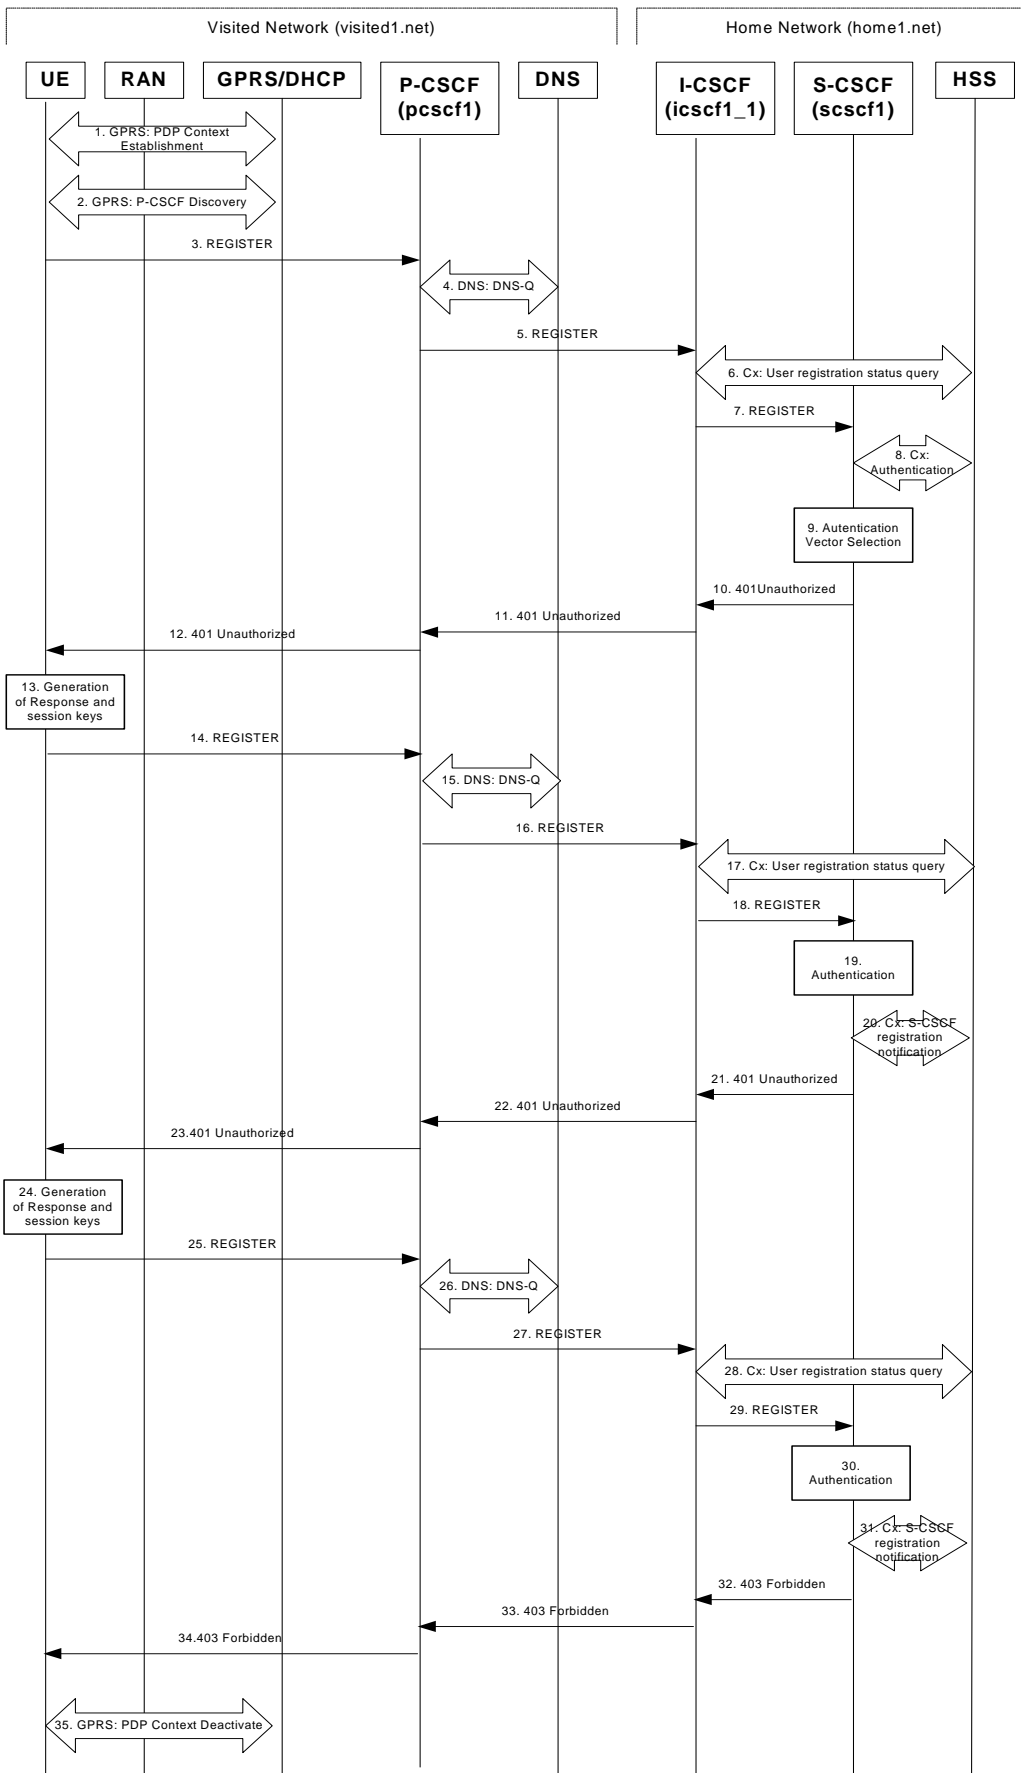 Visited Network (visited1.net)
Home Network (home1.net)
UE
RAN
GPRS/DHCP
P-CSCF
(pcscf1)
DNS
I-CSCF
(icscf1_1)
S-CSCF
(scscf1)
HSS
1. GPRS: PDP Context
Establishment
2. GPRS: P-CSCF Discovery
3. REGISTER
4. DNS: DNS-Q
5. REGISTER
6. Cx: User registration status query
7. REGISTER
8. Cx:
Authentication
9. Autentication
Vector Selection
10. 401Unauthorized
11. 401 Unauthorized
12. 401 Unauthorized
13. Generation
of Response and
session keys
14. REGISTER
15. DNS: DNS-Q
16. REGISTER
17. Cx: User registration status query
18. REGISTER
19.
Authentication
20. Cx: S-CSCF
registration
notification
21. 401 Unauthorized
22. 401 Unauthorized
23.401 Unauthorized
24. Generation
of Response and
session keys
25. REGISTER
26. DNS: DNS-Q
27. REGISTER
28. Cx: User registration status query
29. REGISTER
30.
Authentication
31. Cx: S-CSCF
registration
notification
32. 403 Forbidden
33. 403 Forbidden
34.403 Forbidden
35. GPRS: PDP Context Deactivate